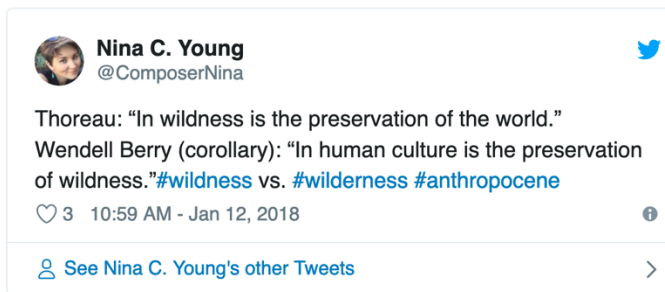 Nina C. Young
@ComposerNina
Thoreau: “In wildness is the preservation of the world.”
Wendell Berry (corollary): “In human culture is the preservation
of wildness.”#wildness vs. #wilderness #anthropocene
3 10:59 AM - Jan 12, 2018
See Nina C. Young's other Tweets